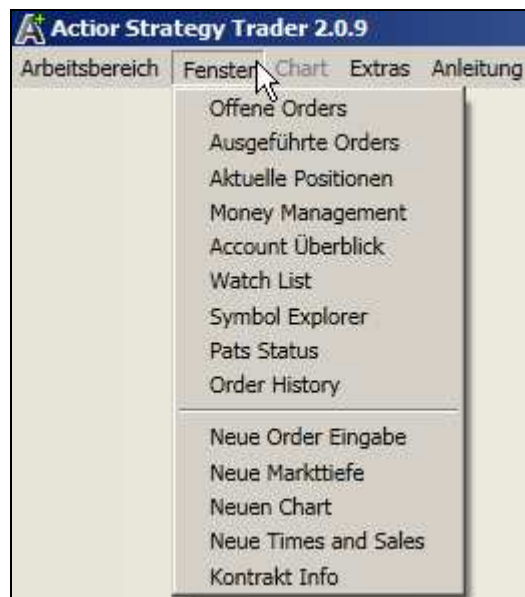 Actior Strategy Trader 2.0.9
Arbeitsbereich Fenster Chart Extras Anleitung
Offene Orders
Ausgeführte Orders
Aktuelle Positionen
Money Management
Account Überblick
Watch List
Symbol Explorer
Pats Status
Order History
Neue Order Eingabe
Neue Markttiefe
Neuen Chart
Neue Times and Sales
Kontrakt Info